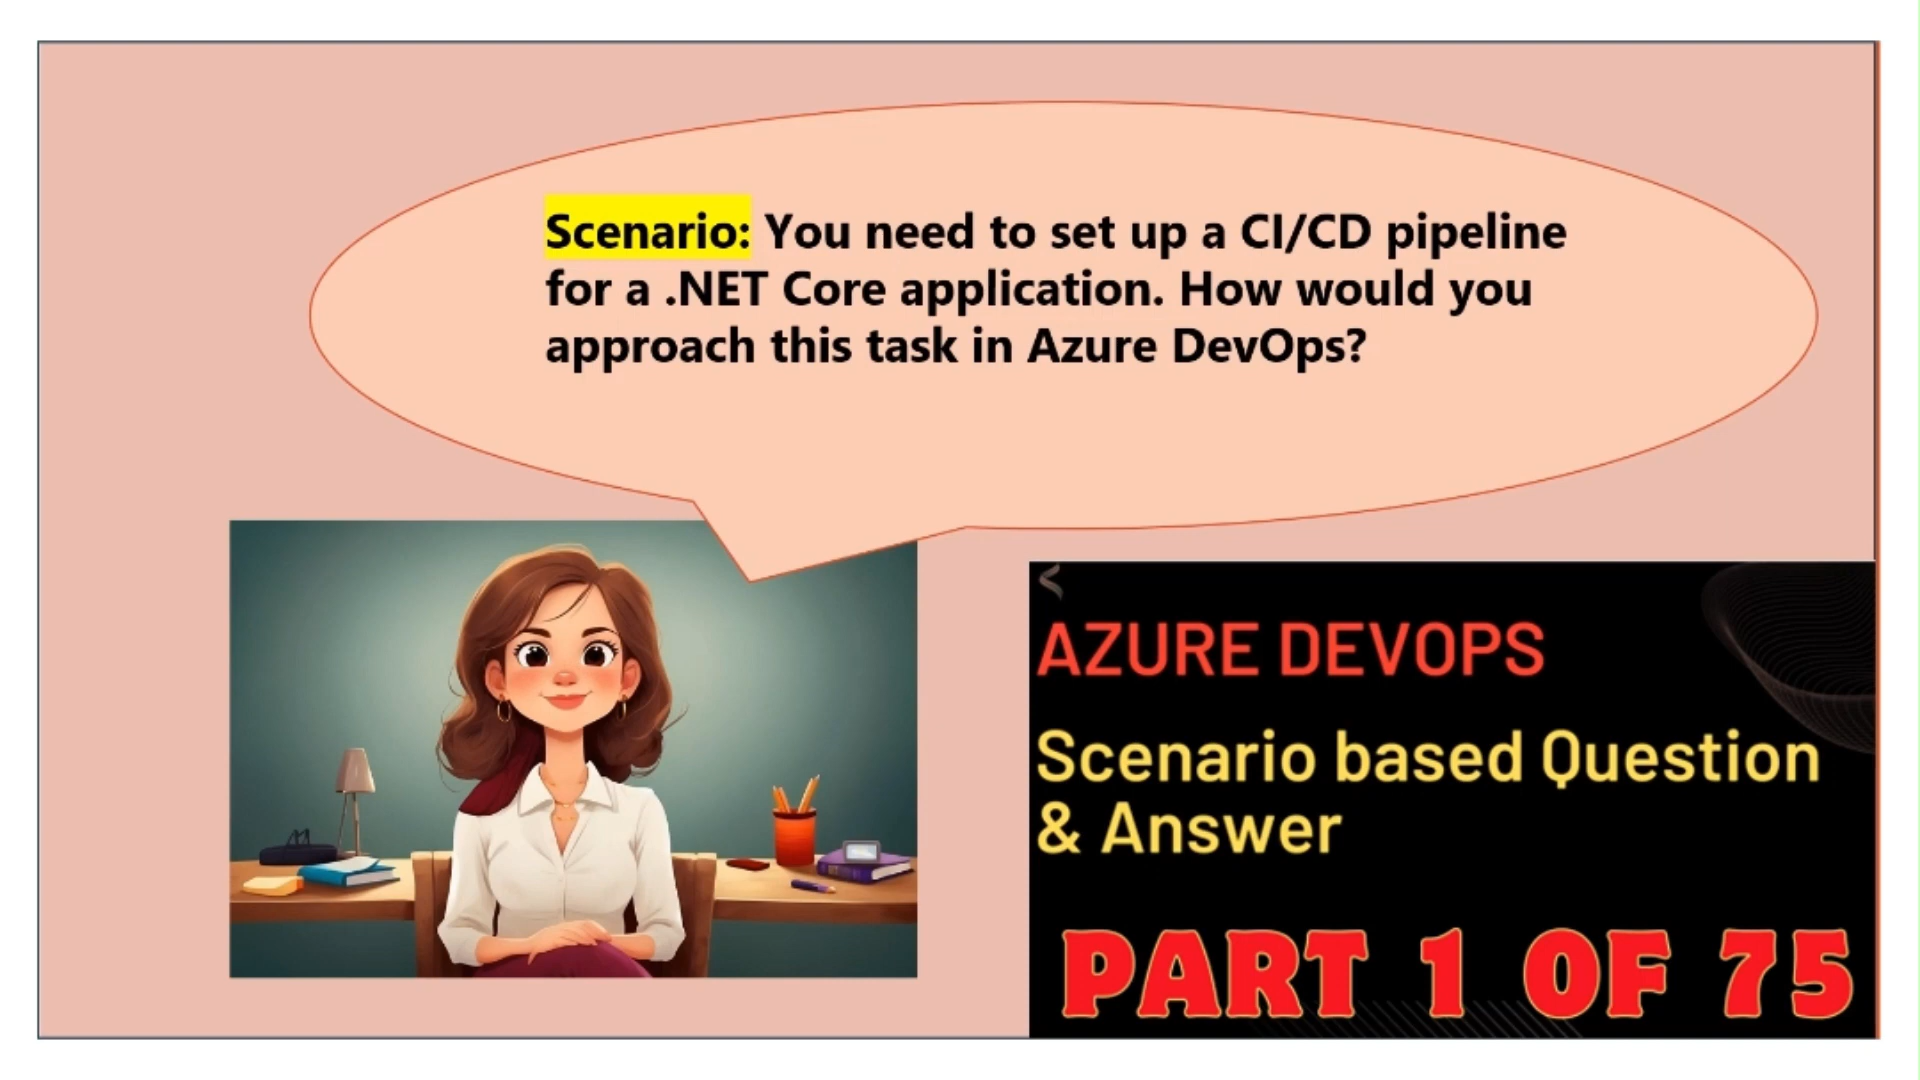 Scenario: You need to set up a CI/CD pipeline
for a .NET Core application. How would you
approach this task in Azure DevOps?
<
AZURE DEVOPS
Scenario based Question
& Answer
PART 1 OF 75